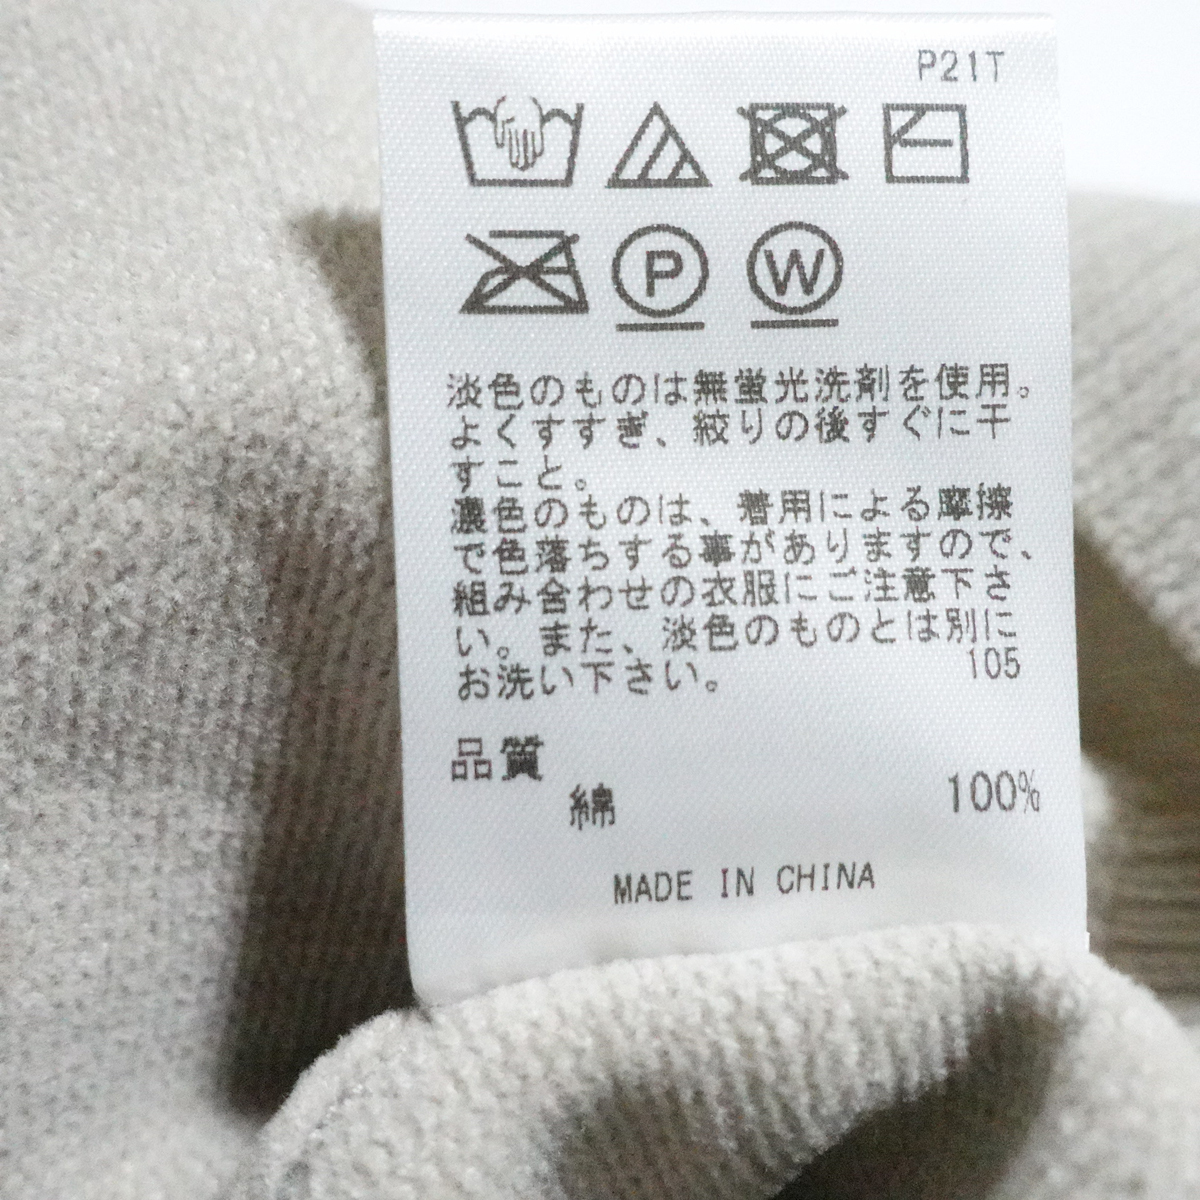 P21T
P
W
淡色のものは無蛍光洗剤を使用。
よくすすぎ、絞りの後すぐに干
すこと。
濃色のものは、着用による摩擦
で色落ちする事がありますので、
組み合わせの衣服にご注意下さ
い。また、淡色のものとは別に
お洗い下さい。
105
品質
綿 100%
MADE IN CHINA